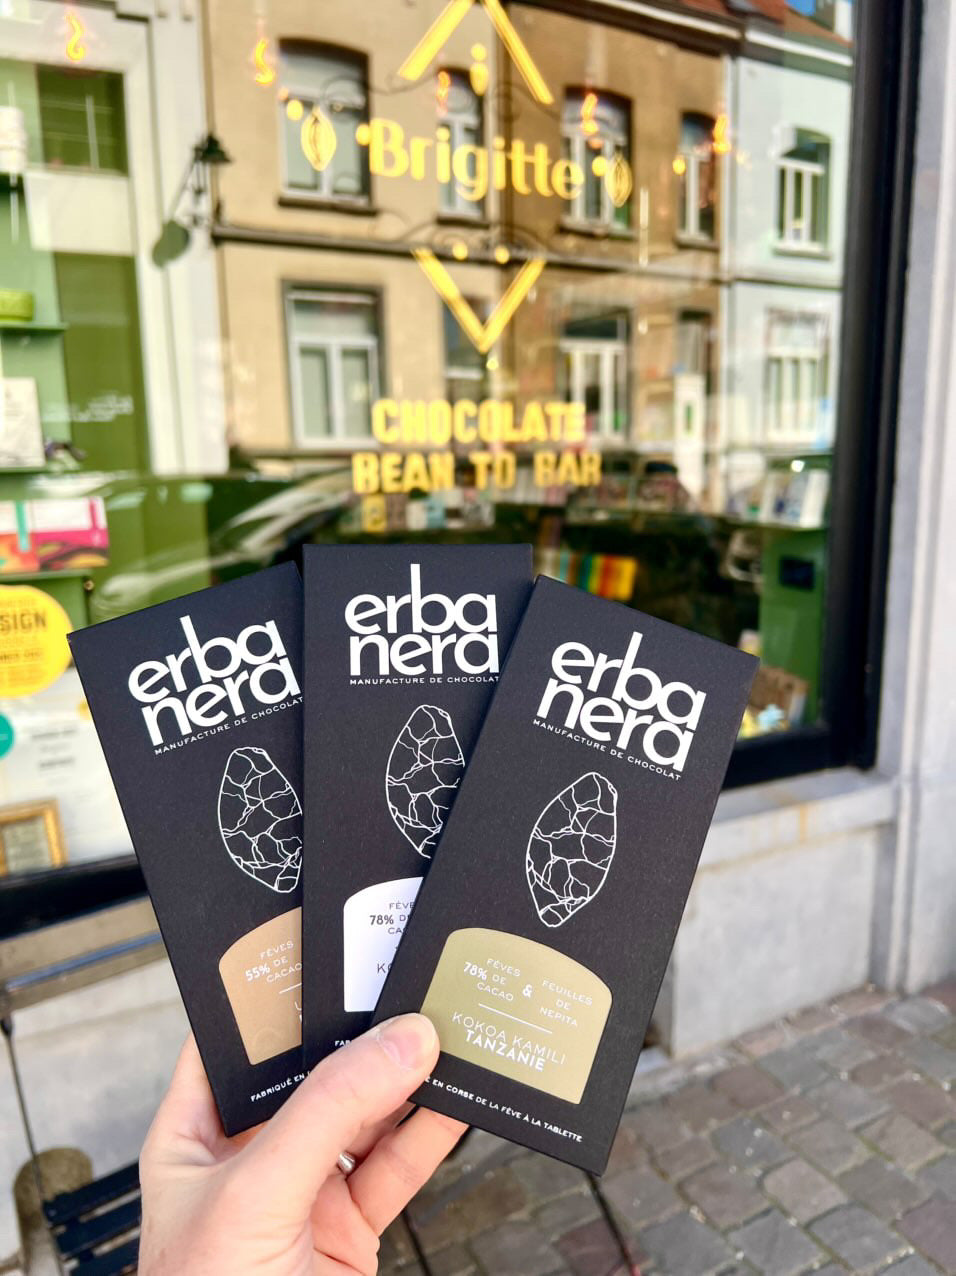 Brigitte
CHOCOLATE
BEAN TO BAR
SIGN
erba
nera
MANUFACTURE DE CHOCOLAT
FÈVES
55% DE
CACAO
FABRIQUÉ EN
erba
nera
MANUFACTURE DE CHOCOLAT
78%
erba
nera
MANUFACTURE DE CHOCOLAT
FÈVES
78% DE
CACAO
&
FEUILLES
DE
NEPITA
KOKOA KAMILI
TANZANIE
EN CORSE DE LA FÈVE À LA TABLETTE